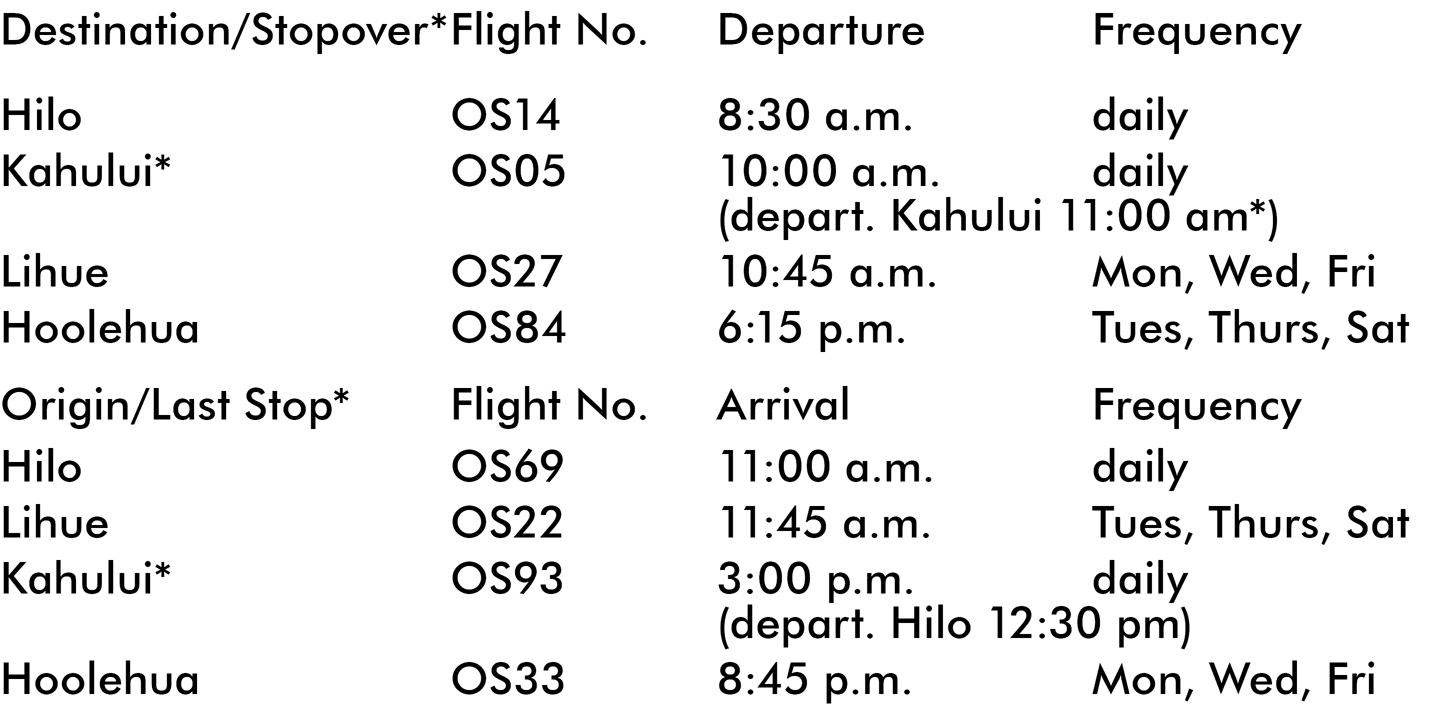 Destination/Stopover* Flight No. Departure Frequency
Hilo OS14 8:30 a.m. daily
Kahului* OS05 10:00 a.m. daily
(depart. Kahului 11:00 am*)
Lihue OS27 10:45 a.m. Mon, Wed, Fri
Hoolehua OS84 6:15 p.m. Tues, Thurs, Sat
Origin/Last Stop* Flight No. Arrival Frequency
Hilo OS69 11:00 a.m. daily
Lihue OS22 11:45 a.m. Tues, Thurs, Sat
Kahului* OS93 3:00 p.m. daily
(depart. Hilo 12:30 pm)
Hoolehua OS33 8:45 p.m. Mon, Wed, Fri